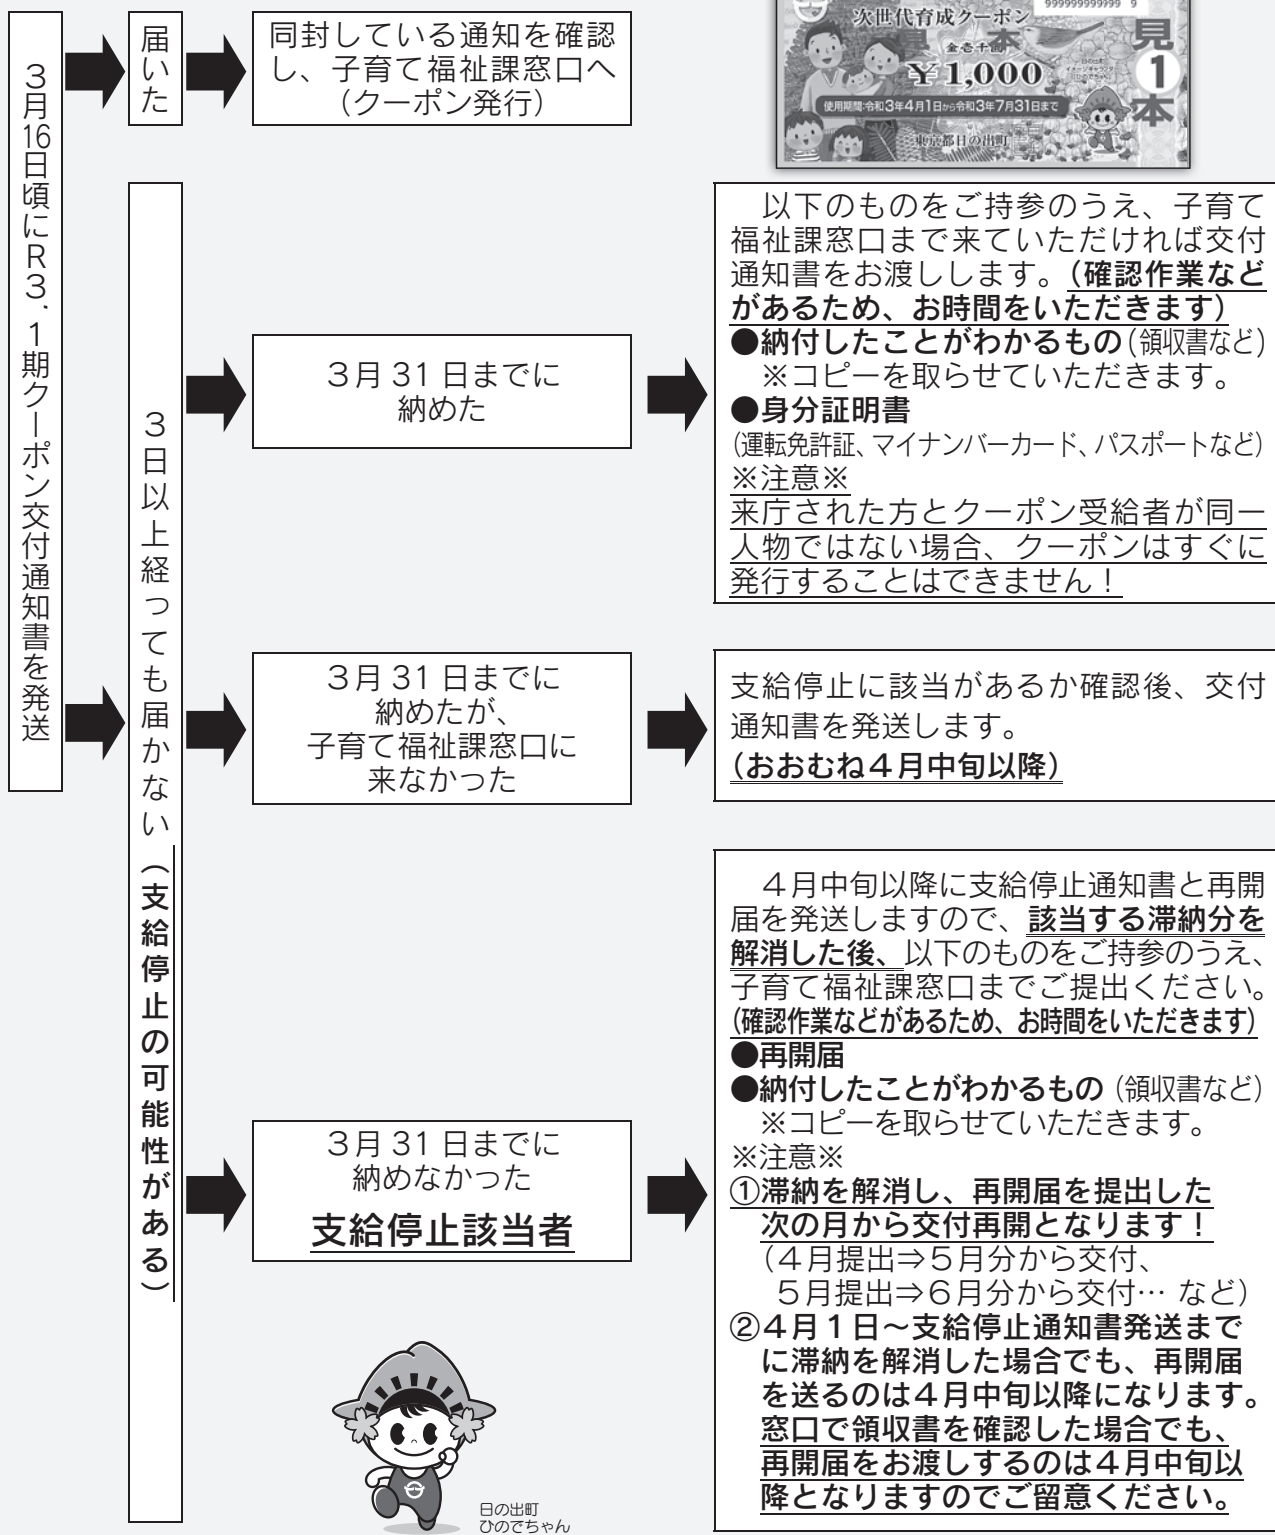 3月16日頃にR3.1期クーポン交付通知書を発送
届いた
同封している通知を確認
し、子育て福祉課窓口へ
（クーポン発行）
999999999999 9
次世代育成クーポン
見本
金壱千円
¥1,000
使用期間:令和3年4月1日から令和3年7月31日まで
東京都日の出町
見1本
3日以上経っても届かない（支給停止の可能性がある）
3月31日までに
納めた
以下のものをご持参のうえ、子育て
福祉課窓口まで来ていただければ交付
通知書をお渡しします。（確認作業など
があるため、お時間をいただきます）
●納付したことがわかるもの（領収書など）
※コピーを取らせていただきます。
●身分証明書
（運転免許証、マイナンバーカード、パスポートなど）
※注意※
来庁された方とクーポン受給者が同一
人物ではない場合、クーポンはすぐに
発行することはできません！
3月31日までに
納めたが、
子育て福祉課窓口に
来なかった
支給停止に該当があるか確認後、交付
通知書を発送します。
（おおむね4月中旬以降）
3月31日までに
納めなかった
支給停止該当者
4月中旬以降に支給停止通知書と再開
届を発送しますので、該当する滞納分を
解消した後、以下のものをご持参のうえ、
子育て福祉課窓口までご提出ください。
（確認作業などがあるため、お時間をいただきます）
●再開届
●納付したことがわかるもの（領収書など）
※コピーを取らせていただきます。
※注意※
①滞納を解消し、再開届を提出した
次の月から交付再開となります！
（4月提出⇒5月分から交付、
5月提出⇒6月分から交付… など）
②4月1日～支給停止通知書発送まで
に滞納を解消した場合でも、再開届
を送るのは4月中旬以降になります。
窓口で領収書を確認した場合でも、
再開届をお渡しするのは4月中旬以
降となりますのでご留意ください。
日の出町
ひのでちゃん